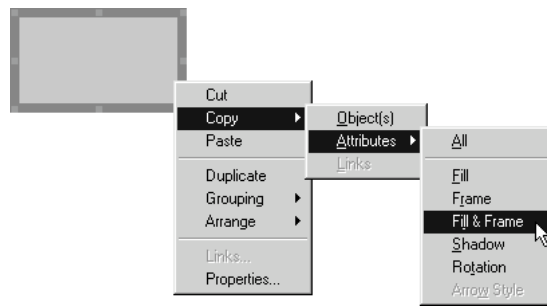 Cut
Copy
Paste
Duplicate
Grouping
Arrange
Links...
Properties...
Object(s)
Attributes
Links
All
Fill
Frame
Fill & Frame
Shadow
Rotation
Arrow Style